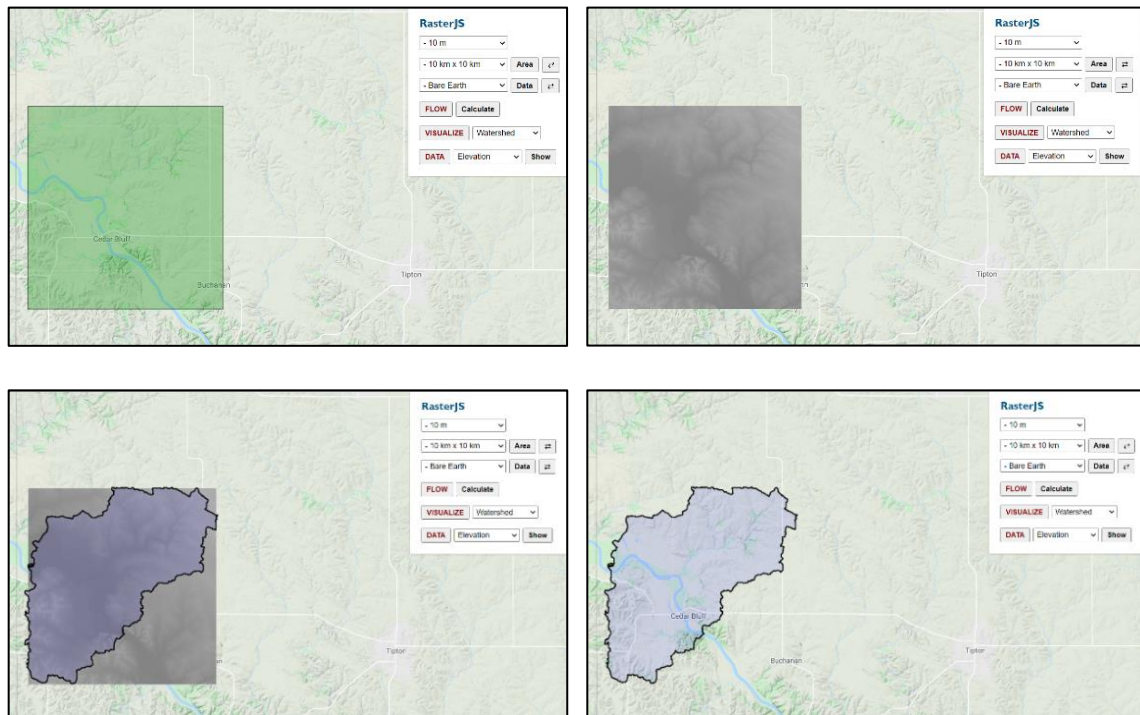 RasterJS
- 10 m
- 10 km x 10 km Area ⇄
- Bare Earth Data ⇄
FLOW Calculate
VISUALIZE Watershed
DATA Elevation Show
Cedar Bluff
Tipton
Buchanan
RasterJS
- 10 m
- 10 km x 10 km Area ⇄
- Bare Earth Data ⇄
FLOW Calculate
VISUALIZE Watershed
DATA Elevation Show
Tipton
RasterJS
- 10 m
- 10 km x 10 km Area ⇄
- Bare Earth Data ⇄
FLOW Calculate
VISUALIZE Watershed
DATA Elevation Show
Tipton
RasterJS
- 10 m
- 10 km x 10 km Area ⇄
- Bare Earth Data ⇄
FLOW Calculate
VISUALIZE Watershed
DATA Elevation Show
Cedar Bluff
Tipton
Buchanan